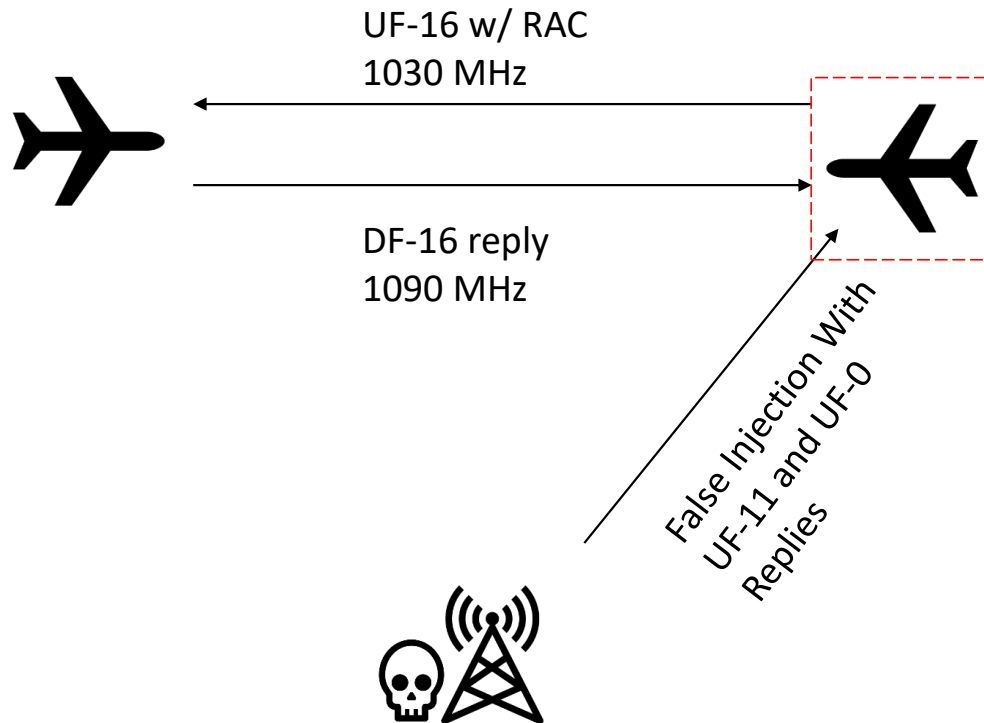 UF-16 w/ RAC
1030 MHz
DF-16 reply
1090 MHz
False Injection With
UF-11 and UF-0
Replies